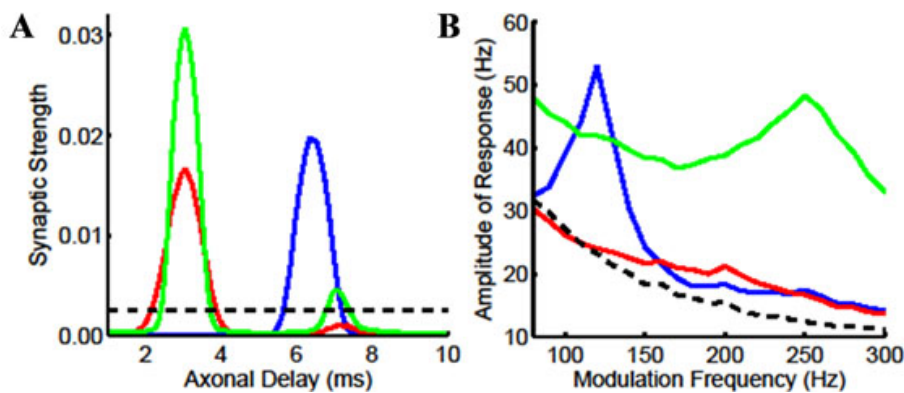 A
Synaptic Strength
0.03
0.02
0.01
0.00
2 4 6 8 10
Axonal Delay (ms)
B
Amplitude of Response (Hz)
60
50
40
30
20
10
100 150 200 250 300
Modulation Frequency (Hz)